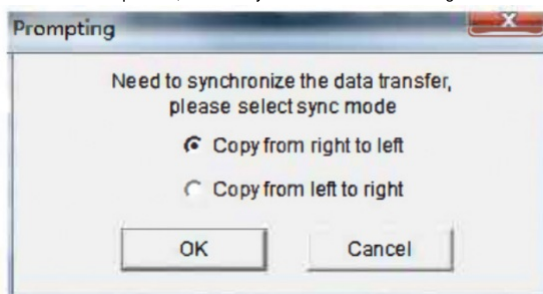 Prompting
Need to synchronize the data transfer,
please select sync mode
Copy from right to left
Copy from left to right
OK
Cancel